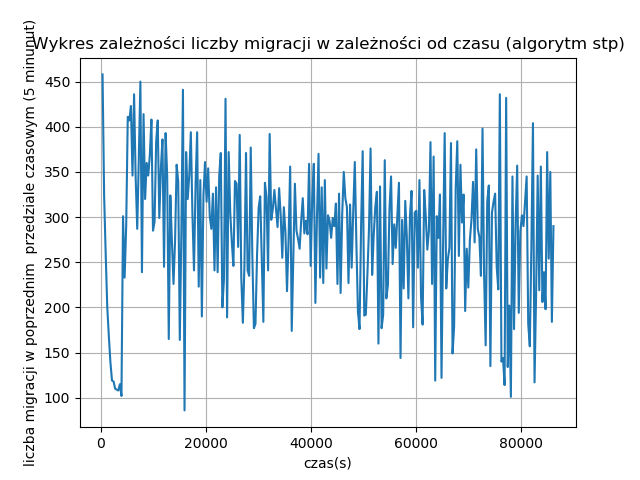 Wykres zależności liczby migracji w zależności od czasu (algorytm stp)
liczba migracji w poprzednim przedziale czasowym (5 minunut)
450
400
350
300
250
200
150
100
0 20000 40000 60000 80000
czas(s)